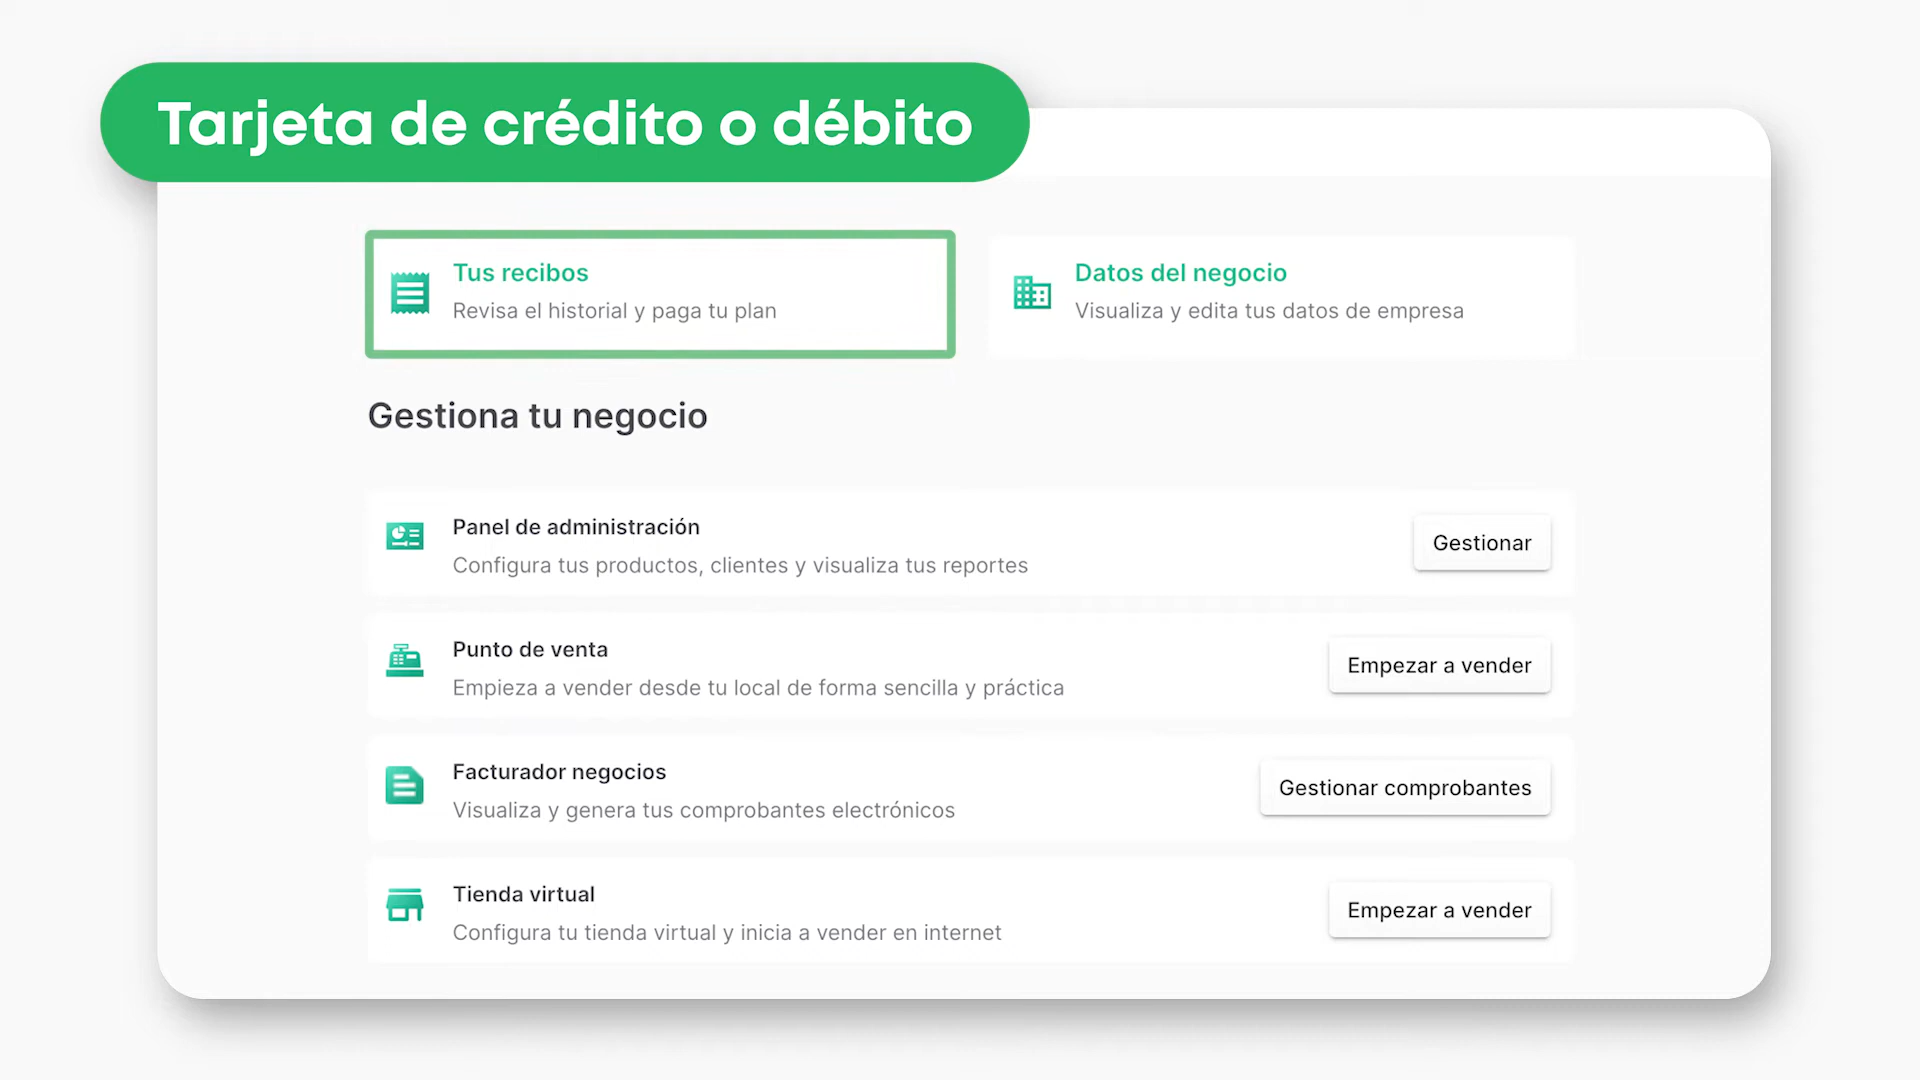 Tarjeta de crédito o débito
Tus recibos
Revisa el historial y paga tu plan
Datos del negocio
Visualiza y edita tus datos de empresa
Gestiona tu negocio
Panel de administración
Configura tus productos, clientes y visualiza tus reportes
Gestionar
Punto de venta
Empieza a vender desde tu local de forma sencilla y práctica
Empezar a vender
Facturador negocios
Visualiza y genera tus comprobantes electrónicos
Gestionar comprobantes
Tienda virtual
Configura tu tienda virtual y inicia a vender en internet
Empezar a vender